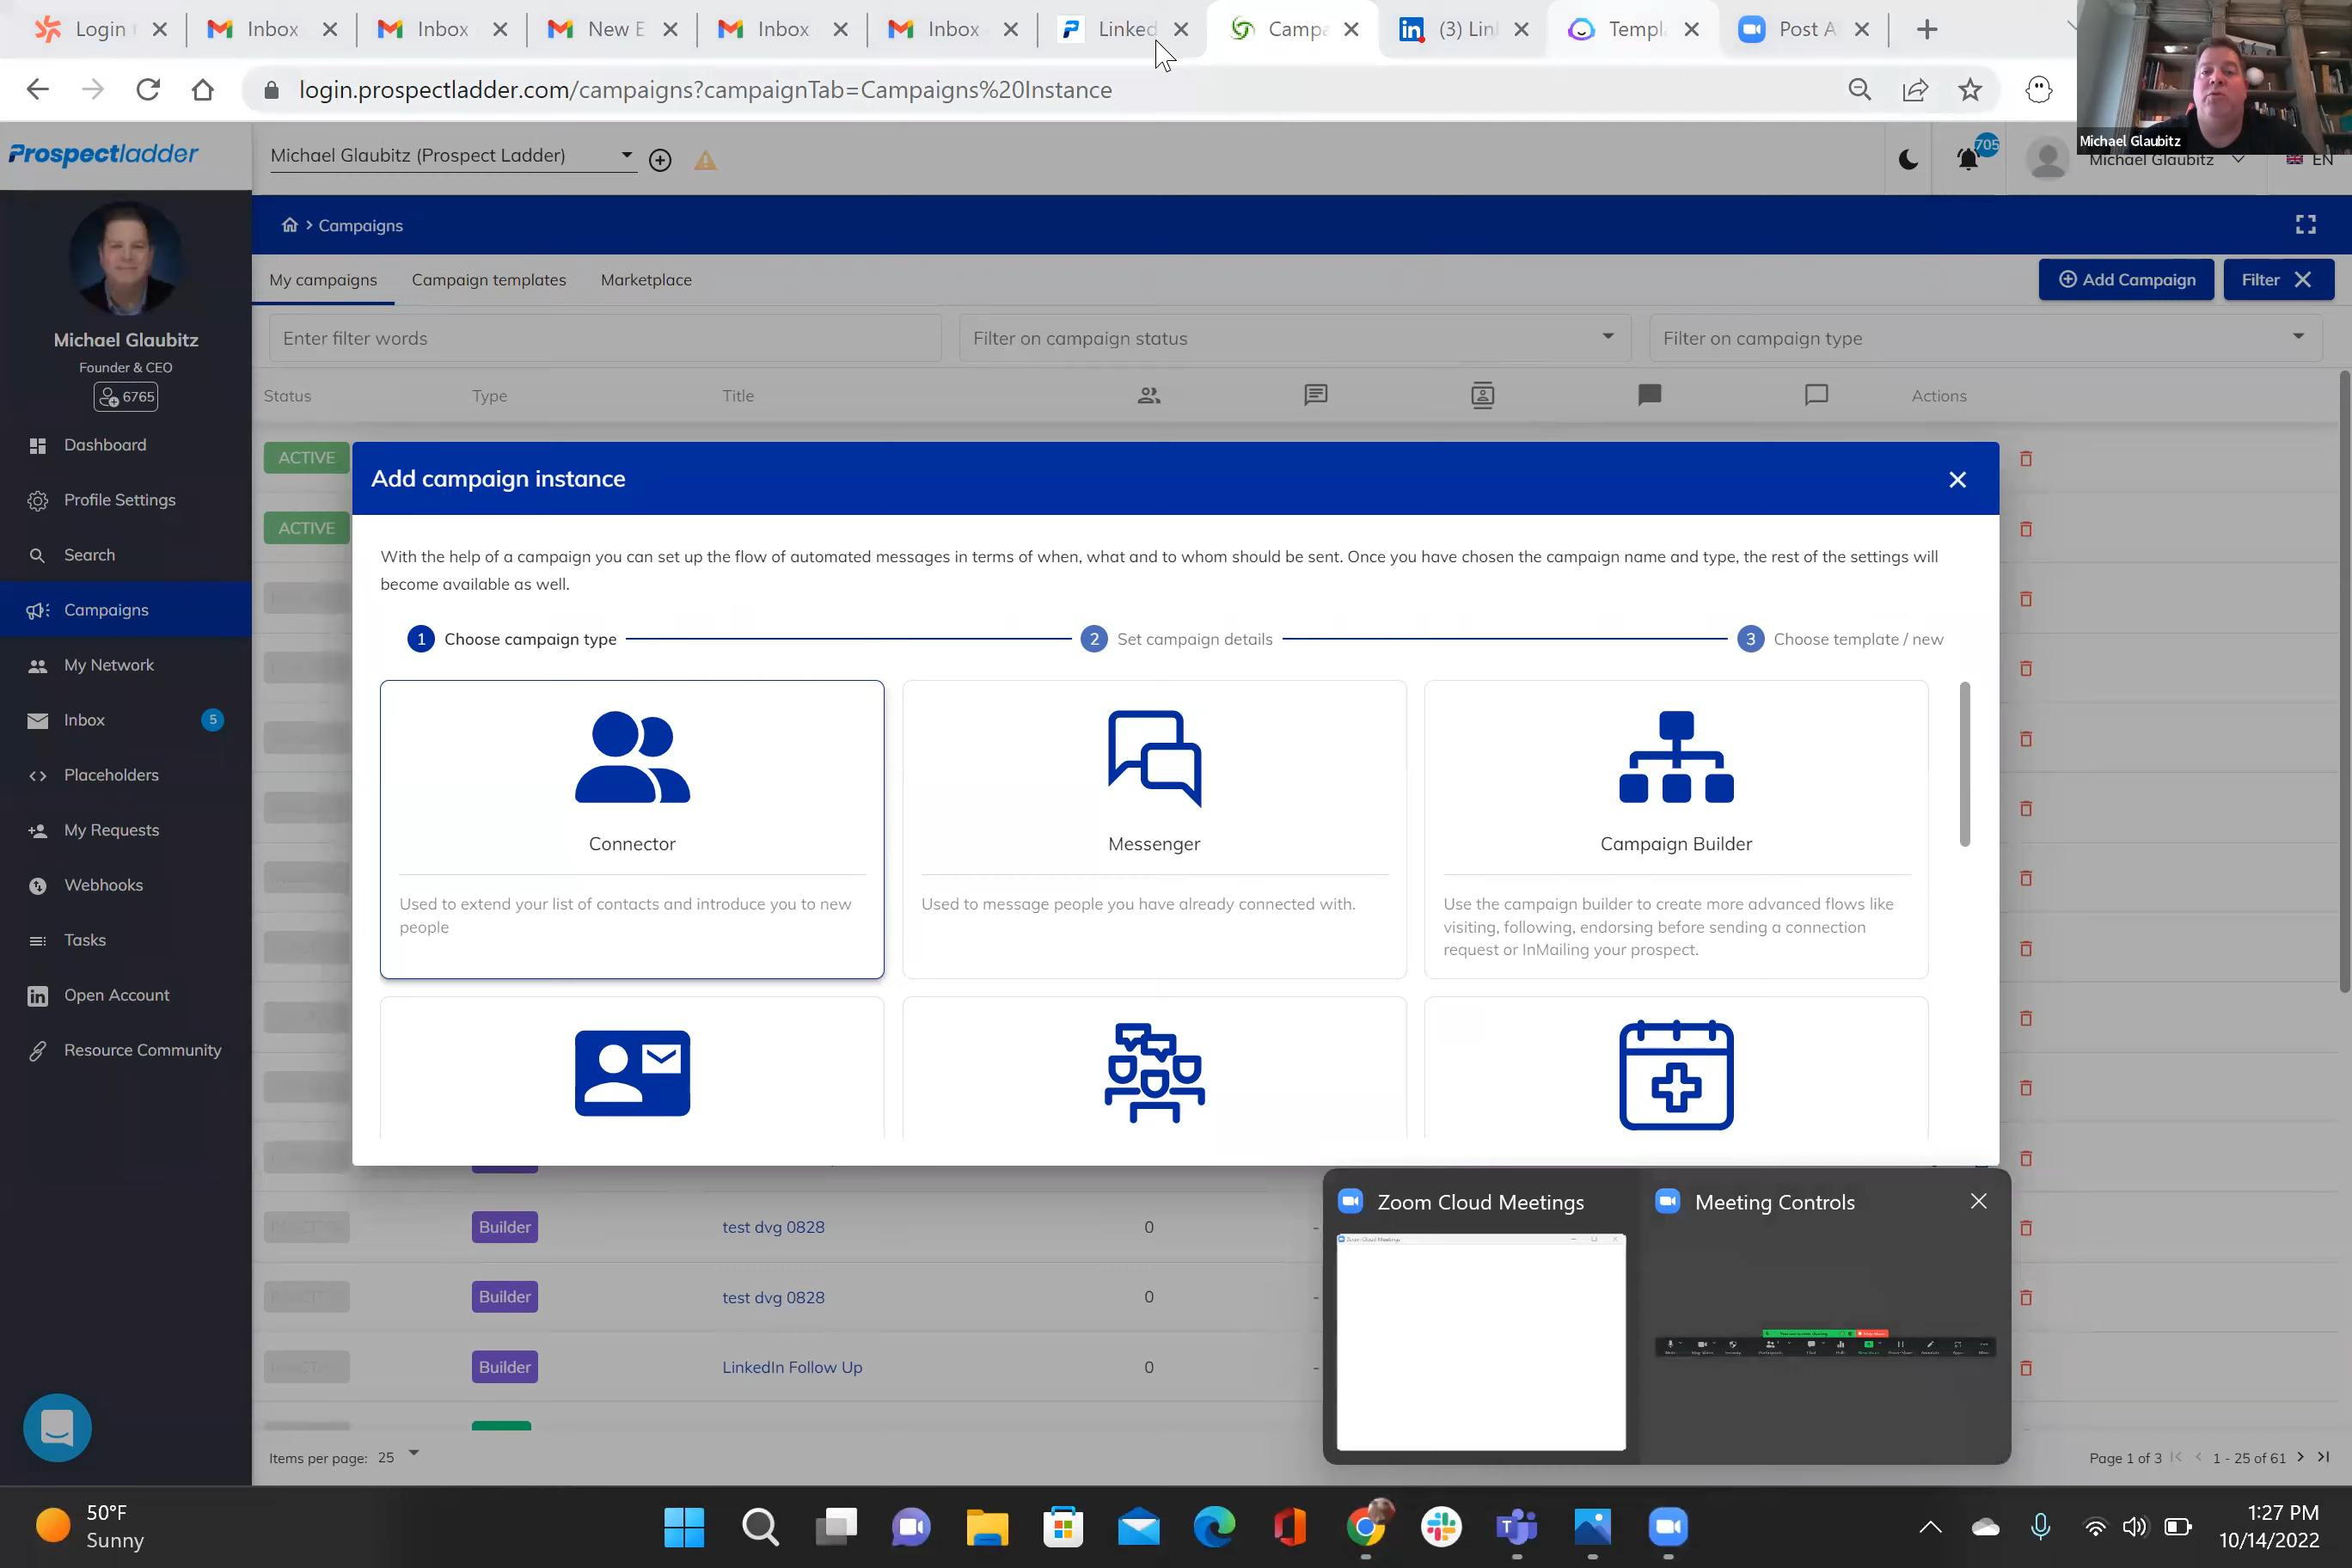 Login
Inbox
Inbox
New E
Inbox
Inbox
Linked
Campa
(3) Lin
Templ
Post A
login.prospectladder.com/campaigns?campaignTab=Campaigns%20Instance
Michael Glaubitz
Prospectladder
Michael Glaubitz (Prospect Ladder)
705
Michael Glaubitz
EN
Campaigns
My campaigns
Campaign templates
Marketplace
Add Campaign
Filter
Enter filter words
Filter on campaign status
Filter on campaign type
Status
Type
Title
Actions
Michael Glaubitz
Founder & CEO
6765
Dashboard
Profile Settings
Search
Campaigns
My Network
Inbox
5
Placeholders
My Requests
Webhooks
Tasks
Open Account
Resource Community
ACTIVE
ACTIVE
Add campaign instance
With the help of a campaign you can set up the flow of automated messages in terms of when, what and to whom should be sent. Once you have chosen the campaign name and type, the rest of the settings will
become available as well.
1 Choose campaign type
2 Set campaign details
3 Choose template / new
Connector
Used to extend your list of contacts and introduce you to new
people
Messenger
Used to message people you have already connected with.
Campaign Builder
Use the campaign builder to create more advanced flows like
visiting, following, endorsing before sending a connection
request or InMailing your prospect.
Builder
test dvg 0828
0
-
Builder
test dvg 0828
0
-
Builder
LinkedIn Follow Up
0
-
Zoom Cloud Meetings
Meeting Controls
Zoom Cloud Meetings
Items per page: 25
Page 1 of 3
1 - 25 of 61
50°F
Sunny
1:27 PM
10/14/2022